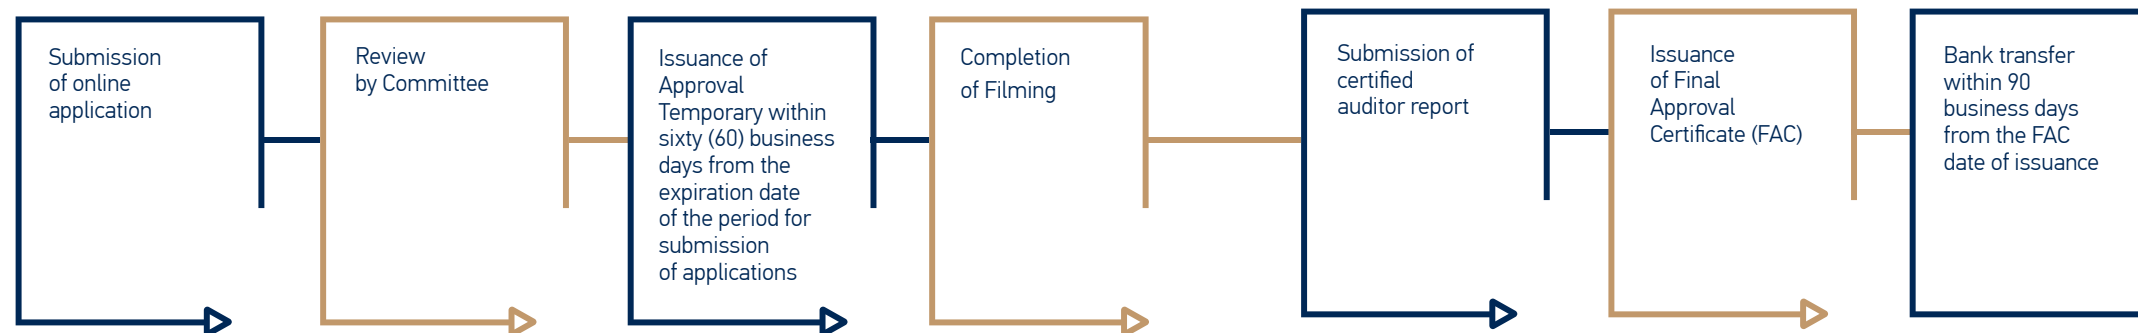 Submission
of online
application
Review
by Committee
Issuance of
Approval
Temporary within
sixty (60) business
days from the
expiration date
of the period for
submission
of applications
Completion
of Filming
Submission of
certified
auditor report
Issuance
of Final
Approval
Certificate (FAC)
Bank transfer
within 90
business days
from the FAC
date of issuance